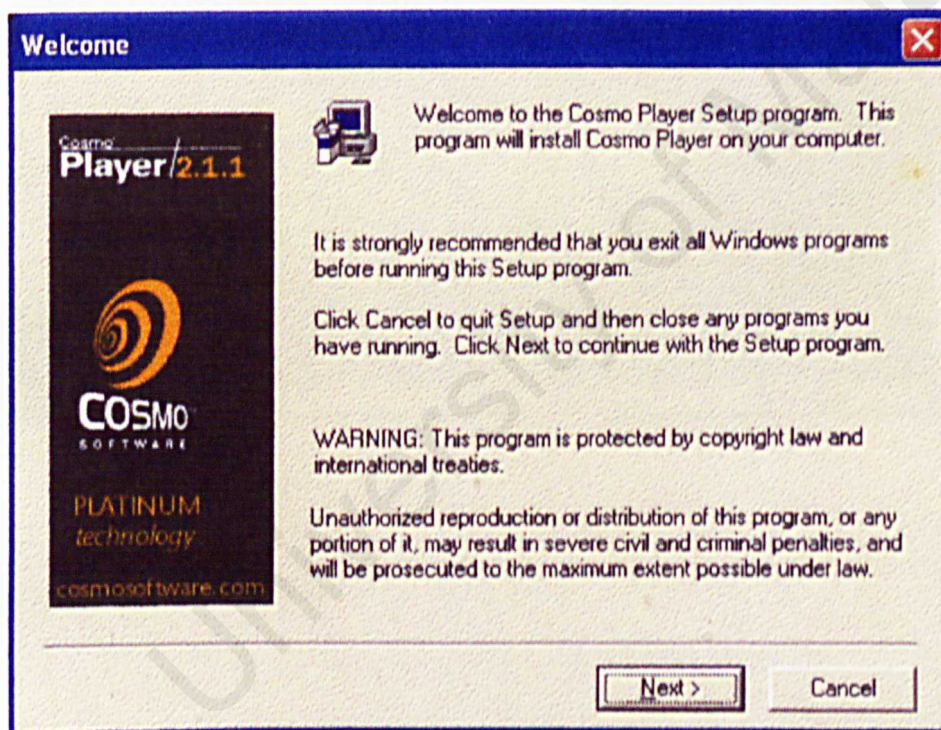 Welcome
Cosmo
Player 2.1.1
COSMO
SOFTWARE
PLATINUM
technology
cosmosoftware.com
Welcome to the Cosmo Player Setup program. This
program will install Cosmo Player on your computer.
It is strongly recommended that you exit all Windows programs
before running this Setup program.
Click Cancel to quit Setup and then close any programs you
have running. Click Next to continue with the Setup program.
WARNING: This program is protected by copyright law and
international treaties.
Unauthorized reproduction or distribution of this program, or any
portion of it, may result in severe civil and criminal penalties, and
will be prosecuted to the maximum extent possible under law.
Next >
Cancel
University of